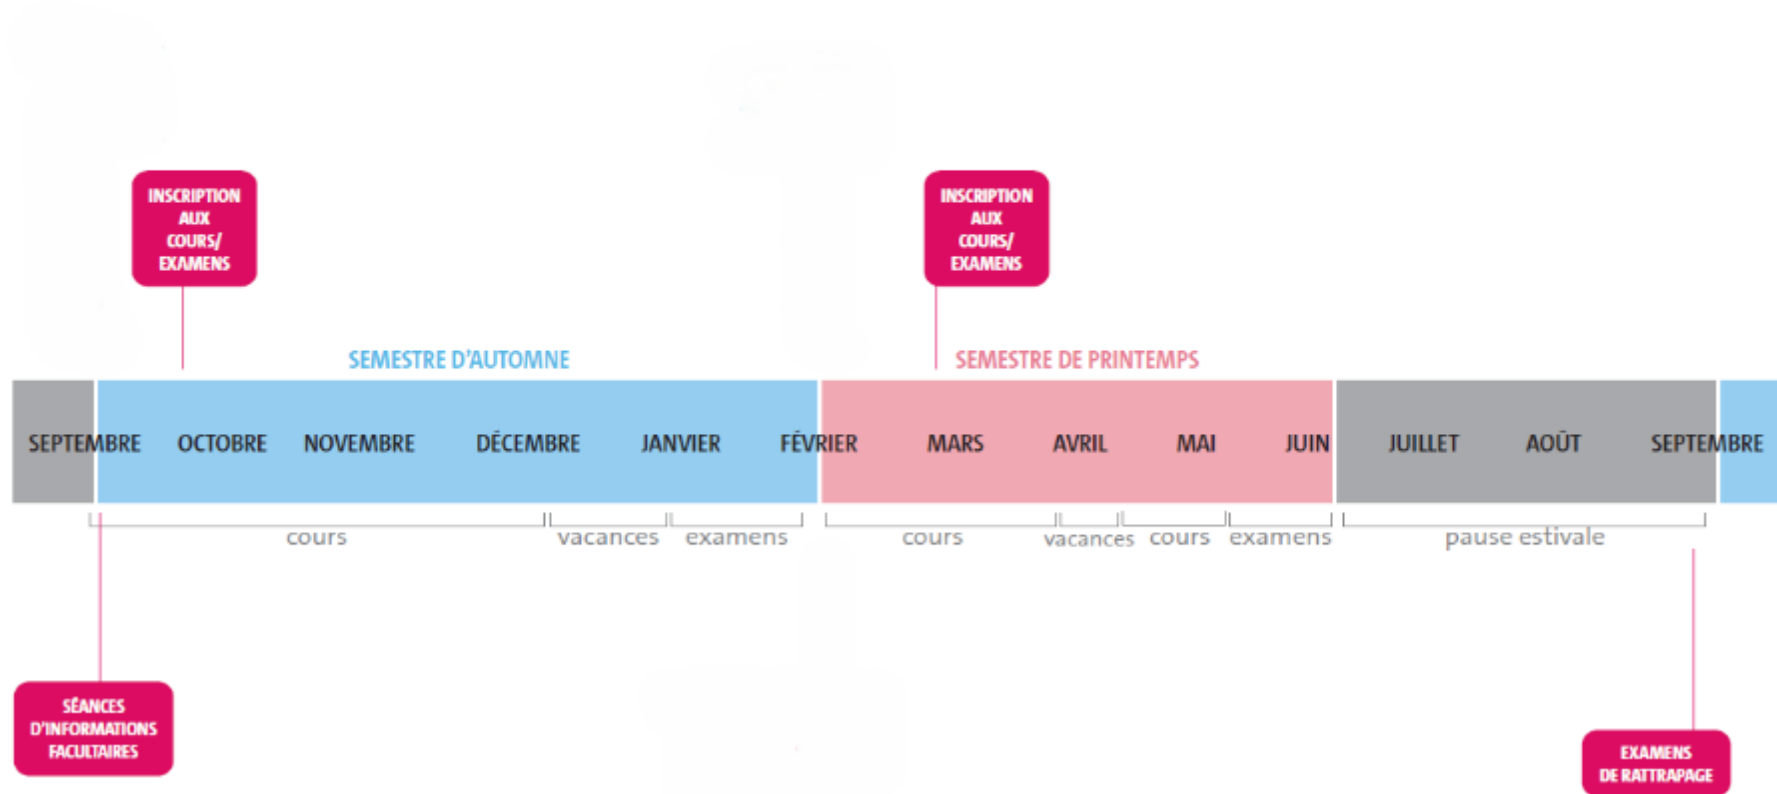 INSCRIPTION
AUX
COURS/
EXAMENS
INSCRIPTION
AUX
COURS/
EXAMENS
SEMESTRE D'AUTOMNE
SEMESTRE DE PRINTEMPS
SEPTEMBRE OCTOBRE NOVEMBRE DÉCEMBRE JANVIER FÉVRIER MARS AVRIL MAI JUIN JUILLET AOÛT SEPTEMBRE
cours vacances examens cours vacances cours examens pause estivale
SÉANCES
D'INFORMATIONS
FACULTAIRES
EXAMENS
DE RATTRAPAGE